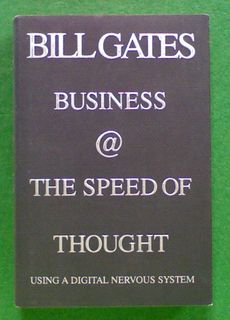 BILL GATES
BUSINESS
@
THE SPEED OF
THOUGHT
USING A DIGITAL NERVOUS SYSTEM